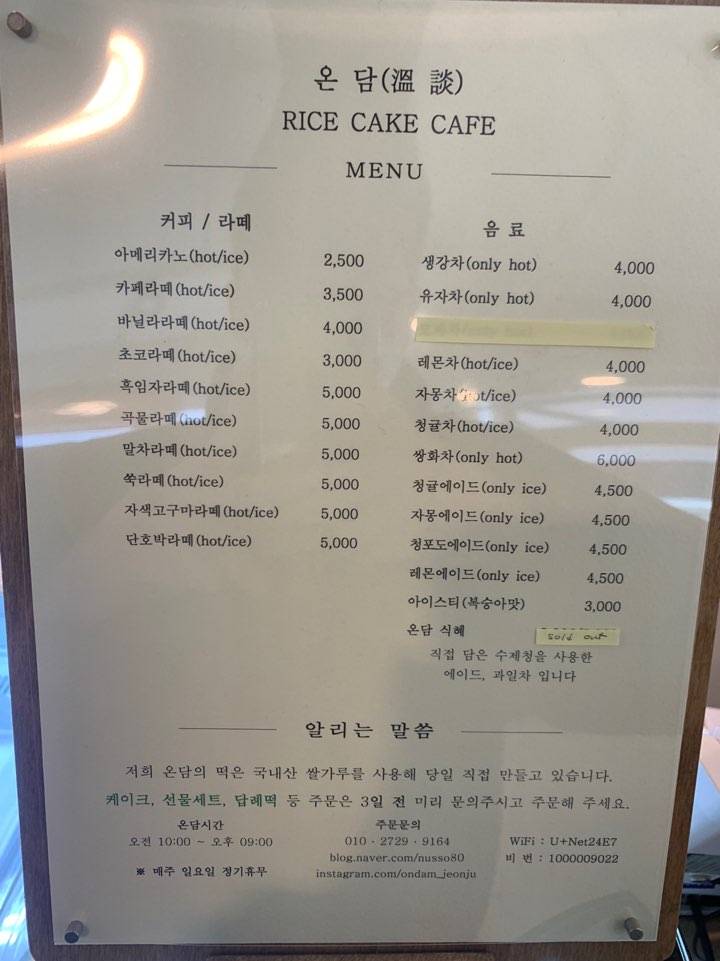 온 담(溫 談)
RICE CAKE CAFE
MENU
커피 / 라떼
아메리카노(hot/ice) 2,500
카페라떼(hot/ice) 3,500
바닐라라떼(hot/ice) 4,000
초코라떼(hot/ice) 3,000
흑임자라떼(hot/ice) 5,000
곡물라떼(hot/ice) 5,000
말차라떼(hot/ice) 5,000
쑥라떼(hot/ice) 5,000
자색고구마라떼(hot/ice) 5,000
단호박라떼(hot/ice) 5,000
음 료
생강차(only hot) 4,000
유자차(only hot) 4,000
레몬차(hot/ice) 4,000
자몽차(hot/ice) 4,000
청귤차(hot/ice) 4,000
쌍화차(only hot) 6,000
청귤에이드(only ice) 4,500
자몽에이드(only ice) 4,500
청포도에이드(only ice) 4,500
레몬에이드(only ice) 4,500
아이스티(복숭아맛) 3,000
온담 식혜 sold out
직접 담은 수제청을 사용한
에이드, 과일차 입니다
알리는 말씀
저희 온담의 떡은 국내산 쌀가루를 사용해 당일 직접 만들고 있습니다.
케이크, 선물세트, 답례떡 등 주문은 3일 전 미리 문의주시고 주문해 주세요.
온담시간
오전 10:00 ~ 오후 09:00
※ 매주 일요일 정기휴무
주문문의
010 · 2729 · 9164
blog.naver.com/nusso80
instagram.com/ondam_jeonju
WiFi : U+Net24E7
비 번 : 1000009022